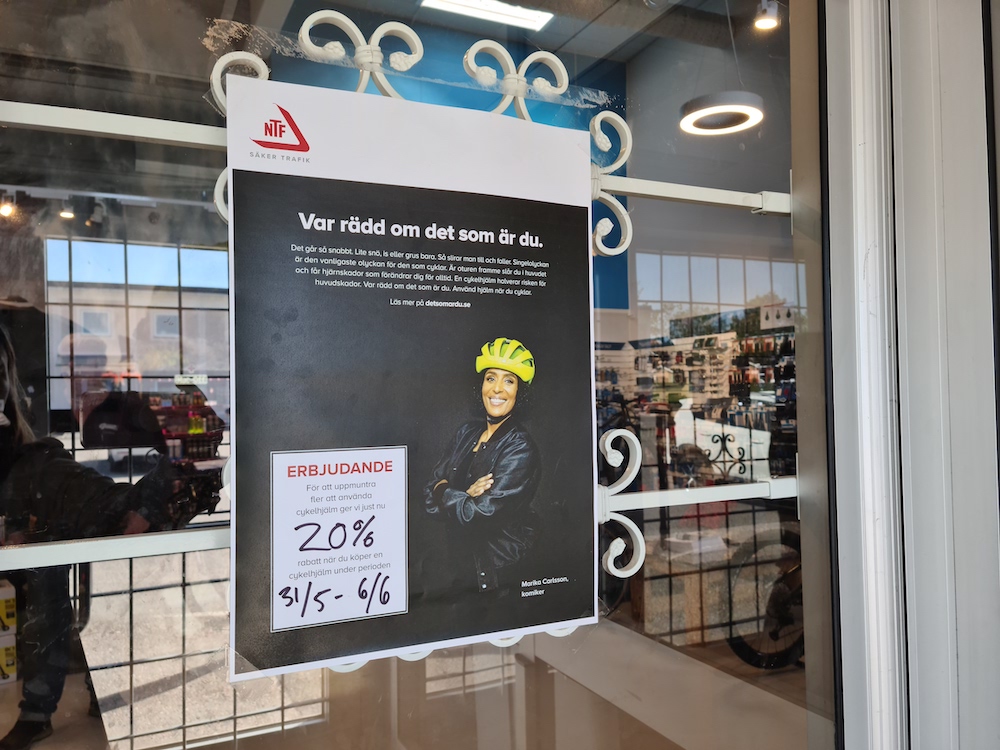 NTF
SÄKER TRAFIK
Var rädd om det som är du.
Det går så snabbt. Lite snö, is eller grus bara. Så slirar man till och faller. Singelolyckan
är den vanligaste olyckan för den som cyklar. Är oturen framme slår du i huvudet
och får hjärnskador som förändrar dig för alltid. En cykelhjälm halverar risken för
huvudskador. Var rädd om det som är du. Använd hjälm när du cyklar.
Läs mer på detsomardu.se
ERBJUDANDE
För att uppmuntra
fler att använda
cykelhjälm ger vi just nu
20%
rabatt när du köper en
cykelhjälm under perioden
31/5 - 6/6
Marika Carlsson,
komiker